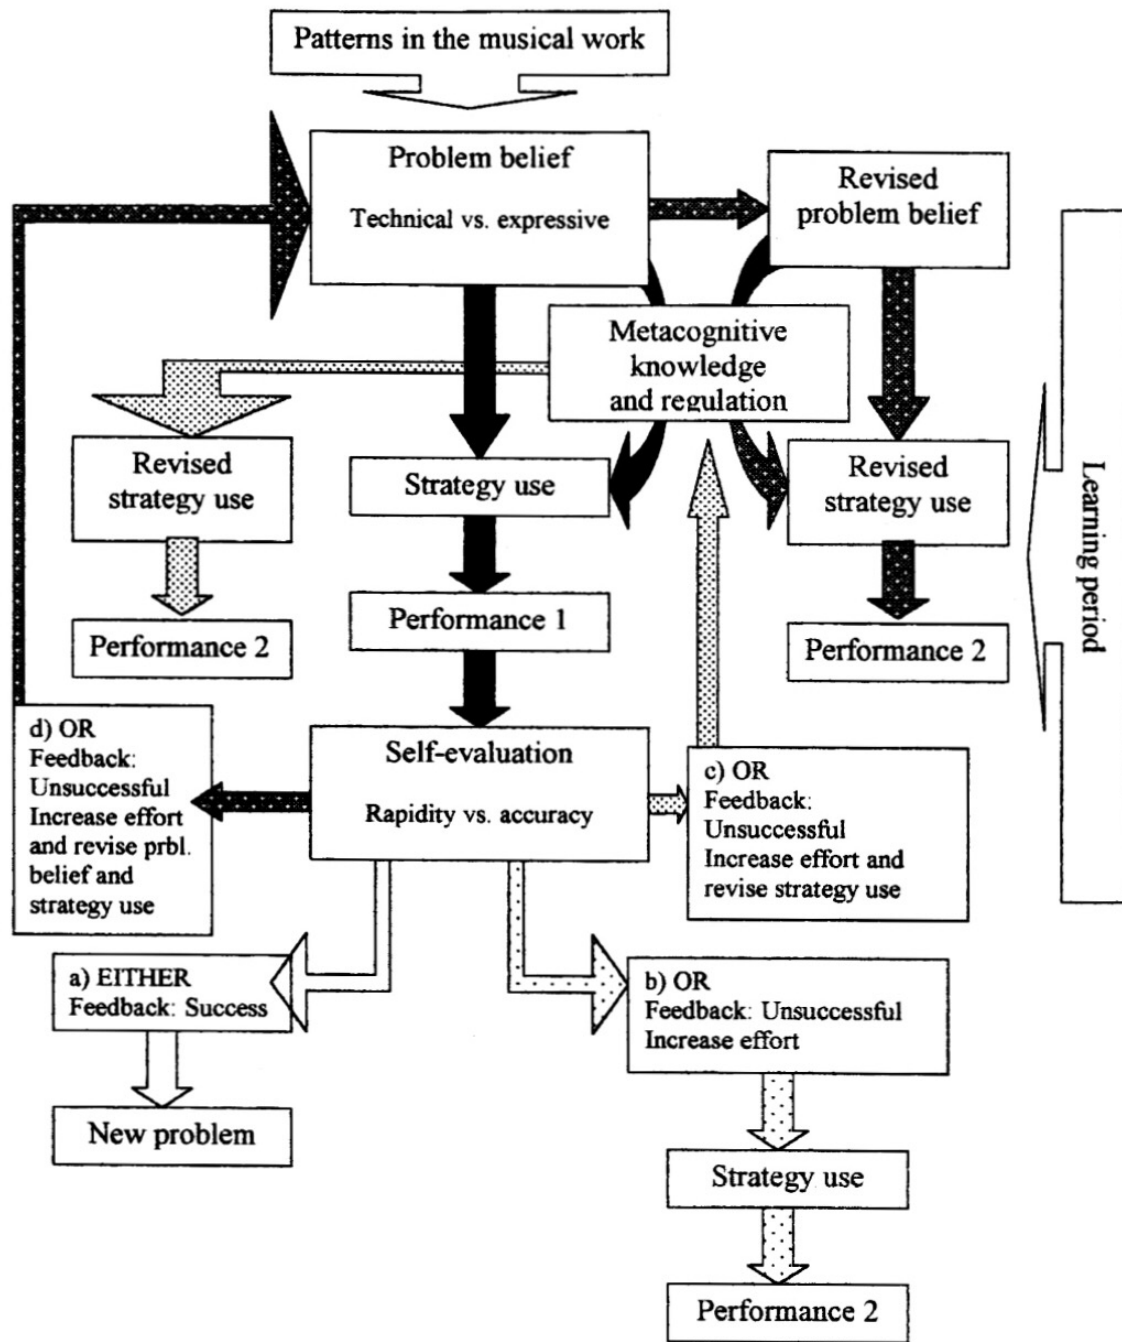 Patterns in the musical work
Problem belief
Technical vs. expressive
Revised
problem belief
Metacognitive
knowledge
and regulation
Revised
strategy use
Strategy use
Revised
strategy use
Learning period
Performance 1
Performance 2
Performance 2
d) OR
Feedback:
Unsuccessful
Increase effort
and revise prbl.
belief and
strategy use
Self-evaluation
Rapidity vs. accuracy
c) OR
Feedback:
Unsuccessful
Increase effort and
revise strategy use
a) EITHER
Feedback: Success
b) OR
Feedback: Unsuccessful
Increase effort
New problem
Strategy use
Performance 2